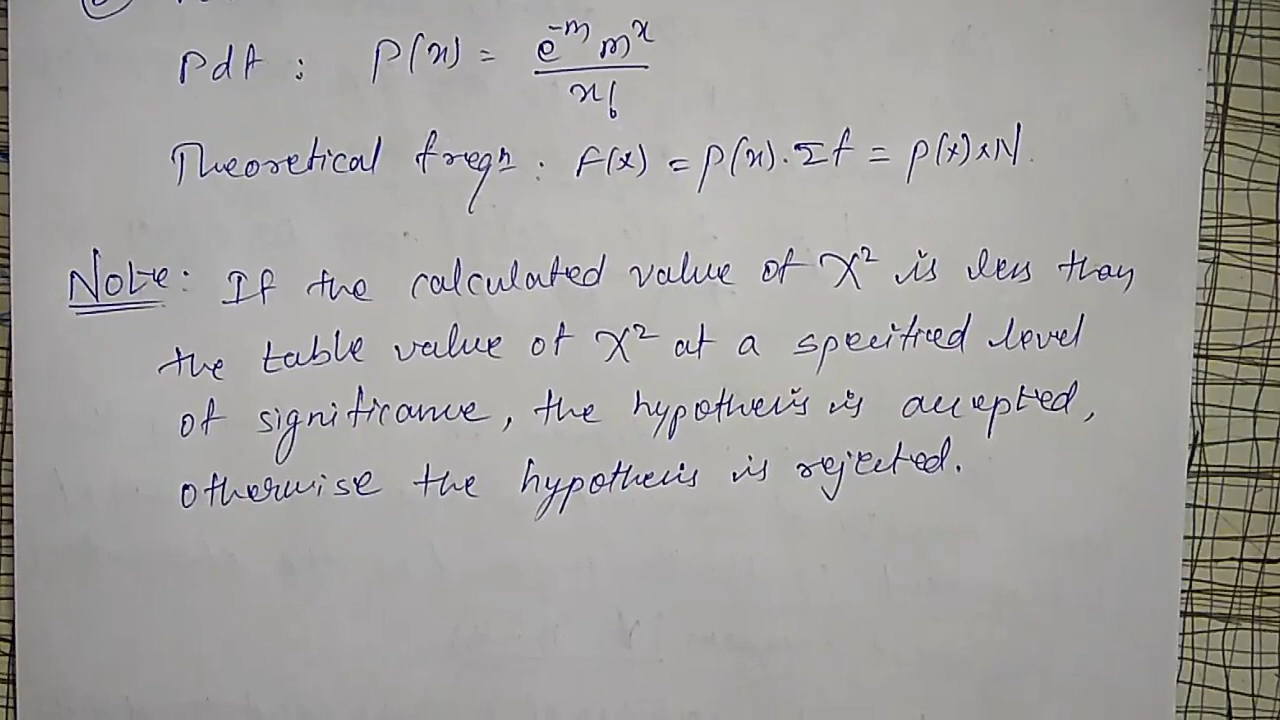 Pdf : P(x) = e^-m m^x / x!
Theoretical freqn : F(x) = p(x). Σf = p(x)xN.
Note: If the calculated value of χ² is less than
the table value of χ² at a specified level
of significance, the hypothesis is accepted,
otherwise the hypothesis is rejected.